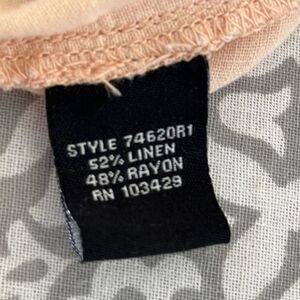 STYLE 74620R1
52% LINEN
48% RAYON
RN 103429